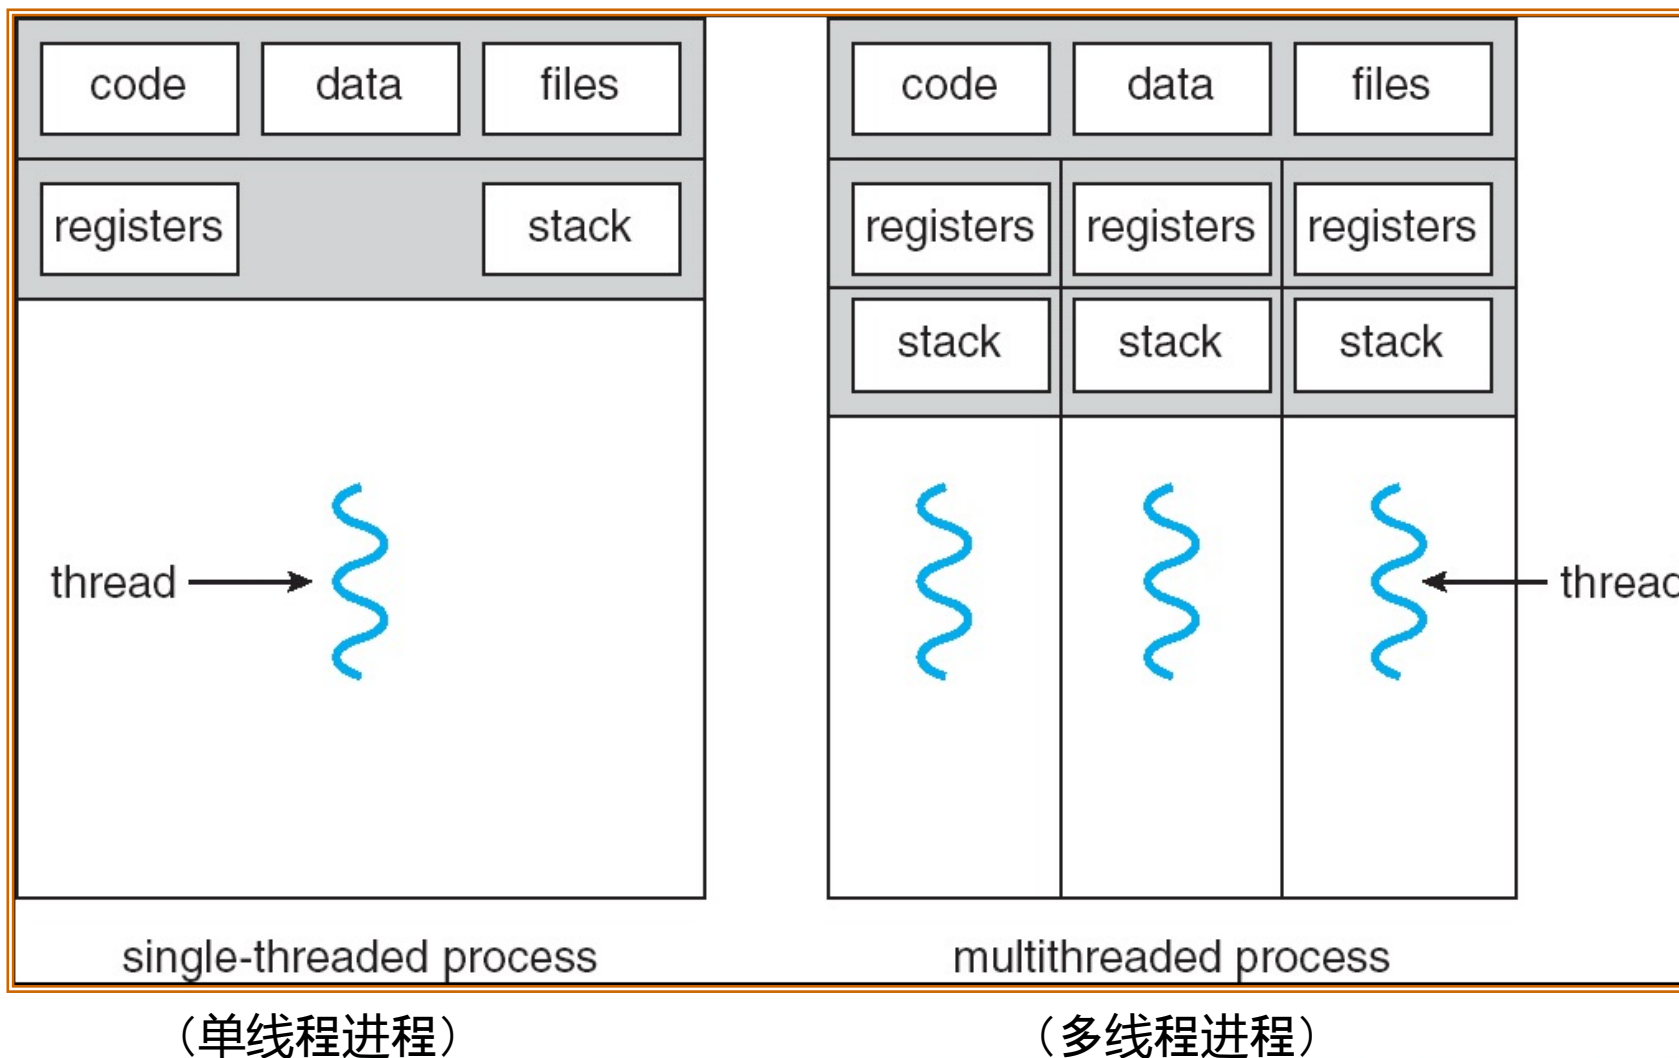 code data files
registers stack
thread
single-threaded process
(单线程进程)
code data files
registers registers registers
stack stack stack
thread
multithreaded process
(多线程进程)